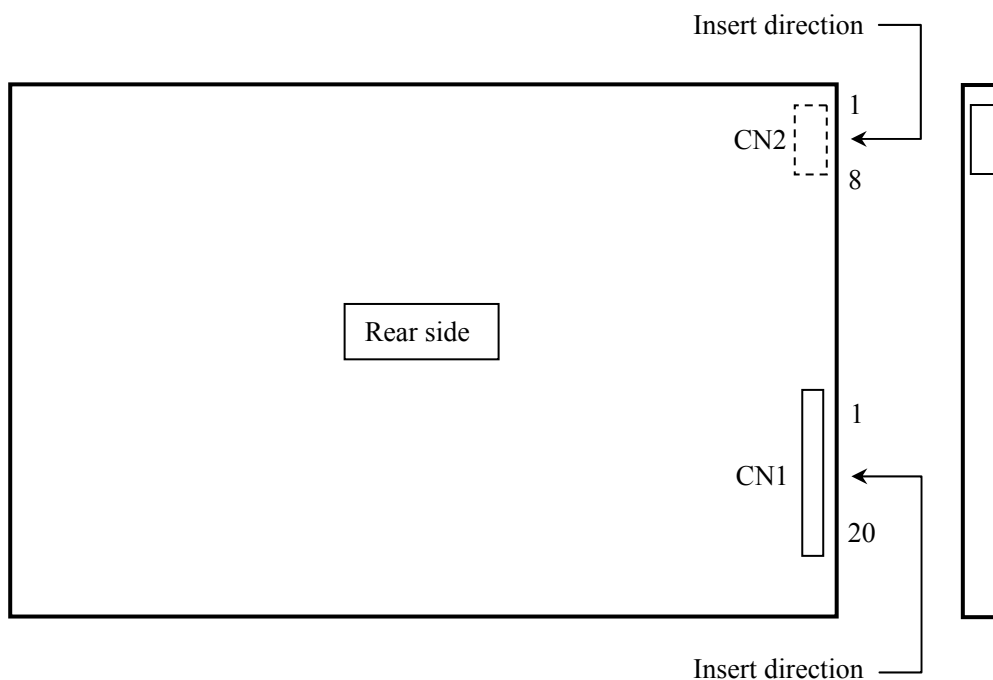 Insert direction
1
CN2
8
Rear side
1
CN1
20
Insert direction